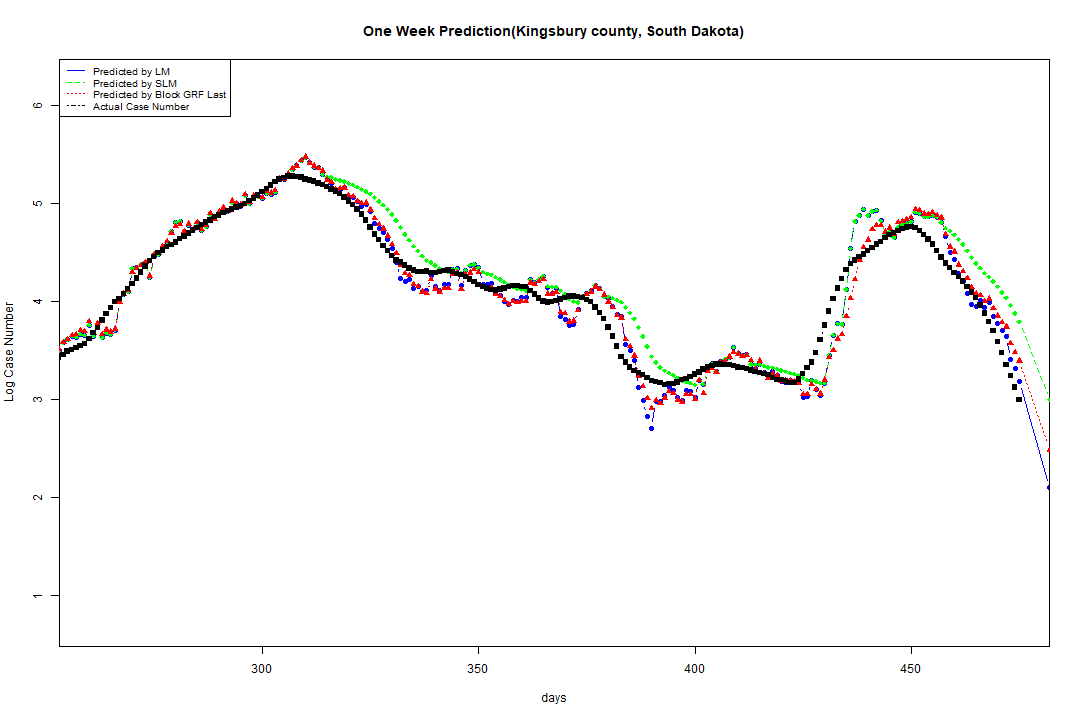 One Week Prediction(Kingsbury county, South Dakota)
Predicted by LM
Predicted by SLM
Predicted by Block GRF Last
Actual Case Number
6
5
4
3
2
1
Log Case Number
300
350
400
450
days